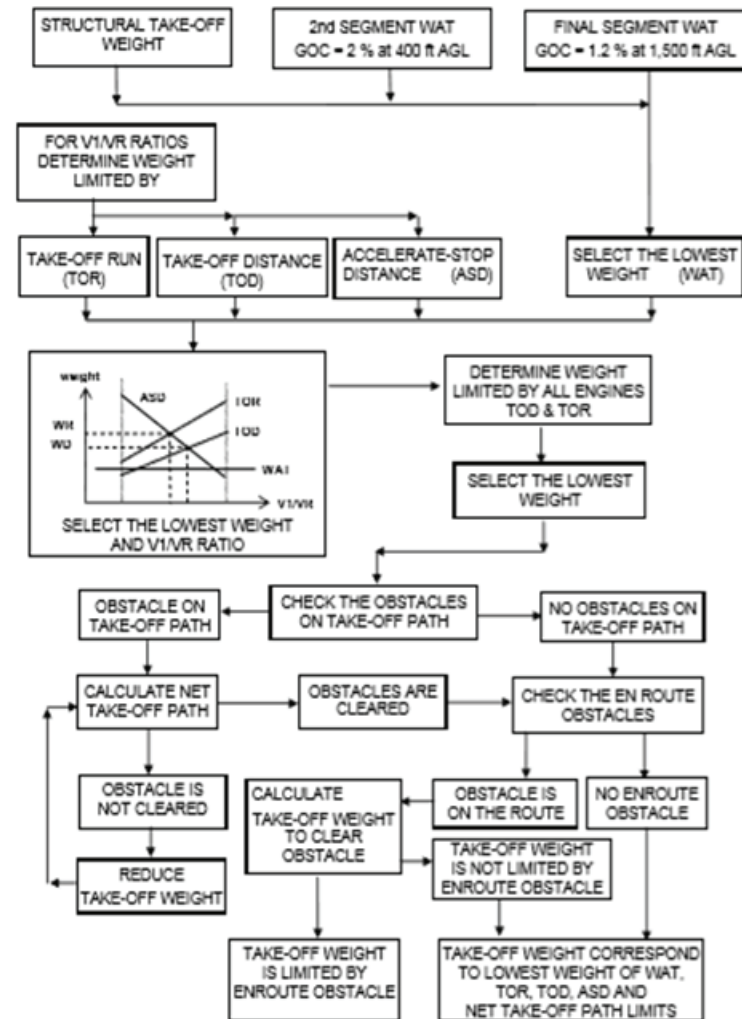 STRUCTURAL TAKE-OFF
WEIGHT
2nd SEGMENT WAT
GOC = 2 % at 400 ft AGL
FINAL SEGMENT WAT
GOC = 1.2 % at 1,500 ft AGL
FOR V1/VR RATIOS
DETERMINE WEIGHT
LIMITED BY
TAKE-OFF RUN
(TOR)
TAKE-OFF DISTANCE
(TOD)
ACCELERATE-STOP
DISTANCE (ASD)
SELECT THE LOWEST
WEIGHT (WAT)
weight
ASD
TOR
WR
TOD
WD
WAT
V1/VR
SELECT THE LOWEST WEIGHT
AND V1/VR RATIO
DETERMINE WEIGHT
LIMITED BY ALL ENGINES
TOD & TOR
SELECT THE LOWEST
WEIGHT
OBSTACLE ON
TAKE-OFF PATH
CHECK THE OBSTACLES
ON TAKE-OFF PATH
NO OBSTACLES ON
TAKE-OFF PATH
CALCULATE NET
TAKE-OFF PATH
OBSTACLES ARE
CLEARED
CHECK THE EN ROUTE
OBSTACLES
OBSTACLE IS
NOT CLEARED
CALCULATE
TAKE-OFF WEIGHT
TO CLEAR
OBSTACLE
OBSTACLE IS
ON THE ROUTE
NO ENROUTE
OBSTACLE
REDUCE
TAKE-OFF WEIGHT
TAKE-OFF WEIGHT
IS NOT LIMITED BY
ENROUTE OBSTACLE
TAKE-OFF WEIGHT
IS LIMITED BY
ENROUTE OBSTACLE
TAKE-OFF WEIGHT CORRESPOND
TO LOWEST WEIGHT OF WAT,
TOR, TOD, ASD AND
NET TAKE-OFF PATH LIMITS